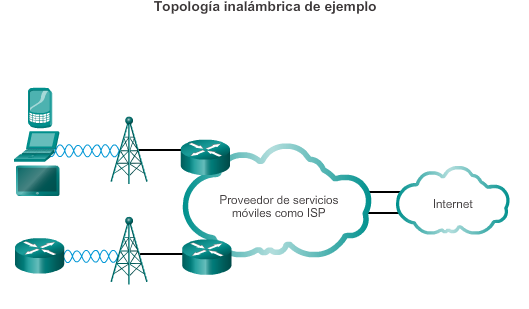 Topología inalámbrica de ejemplo
Proveedor de servicios
móviles como ISP
Internet